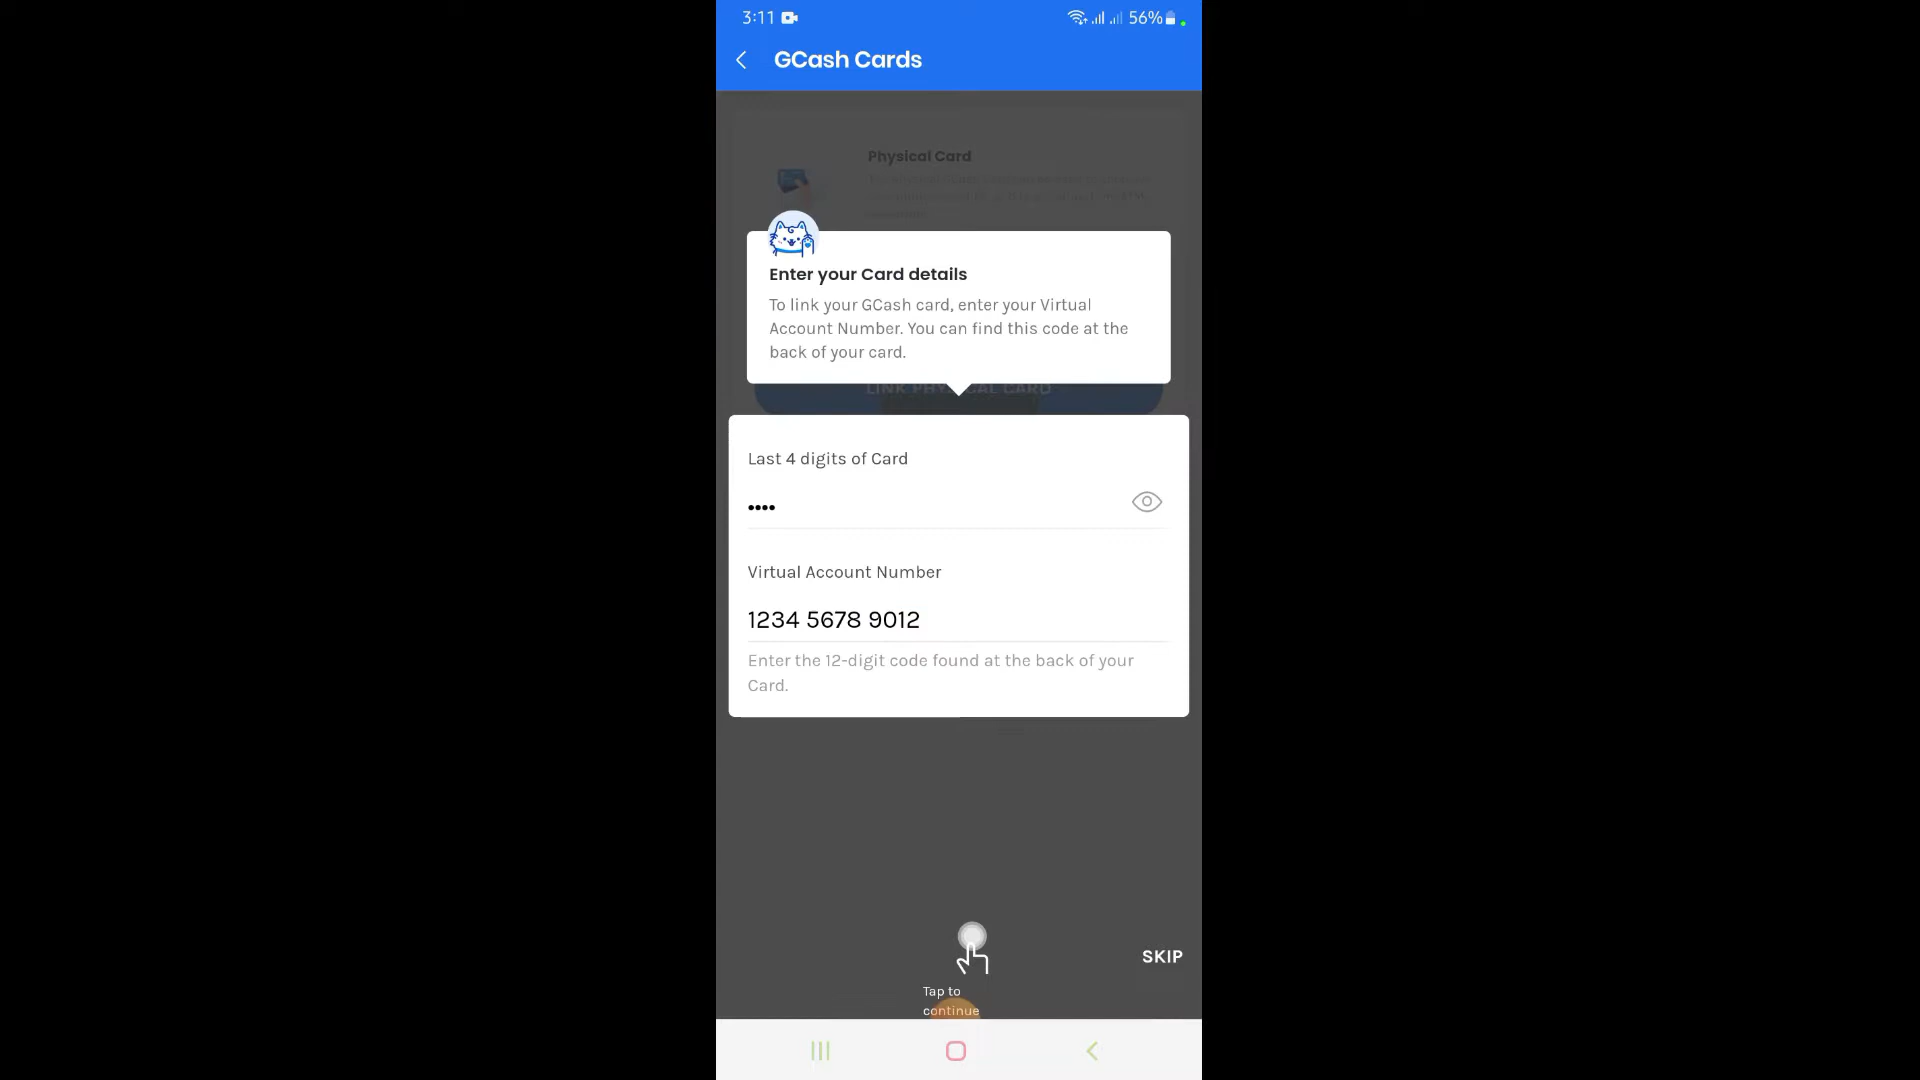 3:11
56%
GCash Cards
Physical Card
Enter your Card details
To link your GCash card, enter your Virtual
Account Number. You can find this code at the
back of your card.
LINK PHYSICAL CARD
Last 4 digits of Card
••••
Virtual Account Number
1234 5678 9012
Enter the 12-digit code found at the back of your
Card.
SKIP
Tap to
continue